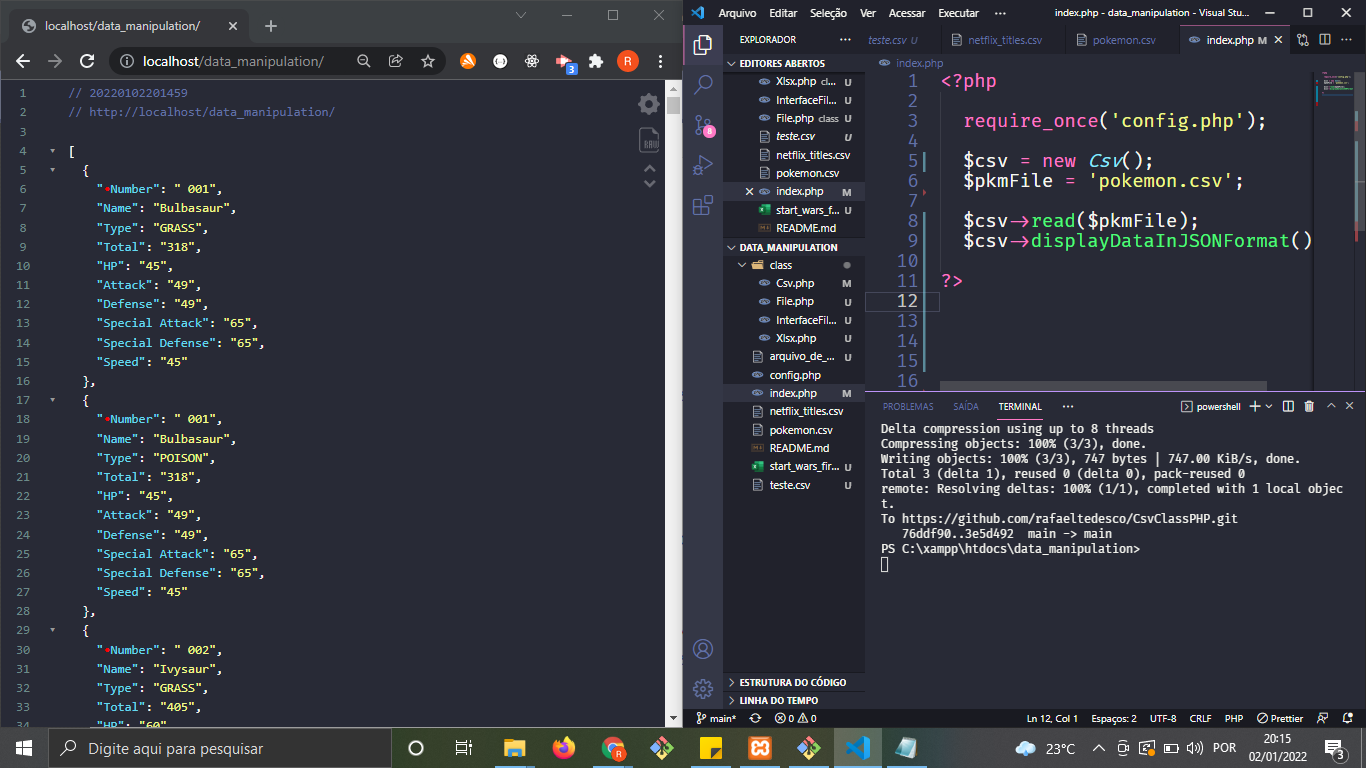 localhost/data_manipulation/
localhost/data_manipulation/
R
3
1 // 20220102201459
2 // http://localhost/data_manipulation/
3
4 [
5 {
6 "•Number": " 001",
7 "Name": "Bulbasaur",
8 "Type": "GRASS",
9 "Total": "318",
10 "HP": "45",
11 "Attack": "49",
12 "Defense": "49",
13 "Special Attack": "65",
14 "Special Defense": "65",
15 "Speed": "45"
16 },
17 {
18 "•Number": " 001",
19 "Name": "Bulbasaur",
20 "Type": "POISON",
21 "Total": "318",
22 "HP": "45",
23 "Attack": "49",
24 "Defense": "49",
25 "Special Attack": "65",
26 "Special Defense": "65",
27 "Speed": "45"
28 },
29 {
30 "•Number": " 002",
31 "Name": "Ivysaur",
32 "Type": "GRASS",
33 "Total": "405",
34 "HP": "60",
RAW
Arquivo Editar Seleção Ver Acessar Executar ··· index.php - data_manipulation - Visual Stu...
EXPLORADOR ···
8
EDITORES ABERTOS
Xlsx.php cl... U
InterfaceFil... U
File.php class U
teste.csv U
netflix_titles.csv
pokemon.csv
index.php M
start_wars_f... U
README.md
DATA_MANIPULATION
class
Csv.php M
File.php U
InterfaceFil... U
Xlsx.php U
arquivo_de_... U
config.php
index.php M
netflix_titles.csv
pokemon.csv
README.md
start_wars_fir... U
teste.csv U
ESTRUTURA DO CÓDIGO
LINHA DO TEMPO
teste.csv U netflix_titles.csv pokemon.csv index.php M
index.php
1 <?php
2
3 require_once('config.php');
4
5 $csv = new Csv();
6 $pkmFile = 'pokemon.csv';
7
8 $csv->read($pkmFile);
9 $csv->displayDataInJSONFormat()
10
11 ?>
12
13
14
15
16
PROBLEMAS SAÍDA TERMINAL ··· powershell
Delta compression using up to 8 threads
Compressing objects: 100% (3/3), done.
Writing objects: 100% (3/3), 747 bytes | 747.00 KiB/s, done.
Total 3 (delta 1), reused 0 (delta 0), pack-reused 0
remote: Resolving deltas: 100% (1/1), completed with 1 local objec
t.
To https://github.com/rafaeltedesco/CsvClassPHP.git
76ddf90..3e5d492 main -> main
PS C:\xampp\htdocs\data_manipulation>
main* 0 0 Ln 12, Col 1 Espaços: 2 UTF-8 CRLF PHP Prettier
Digite aqui para pesquisar
23°C
POR
20:15
02/01/2022
3